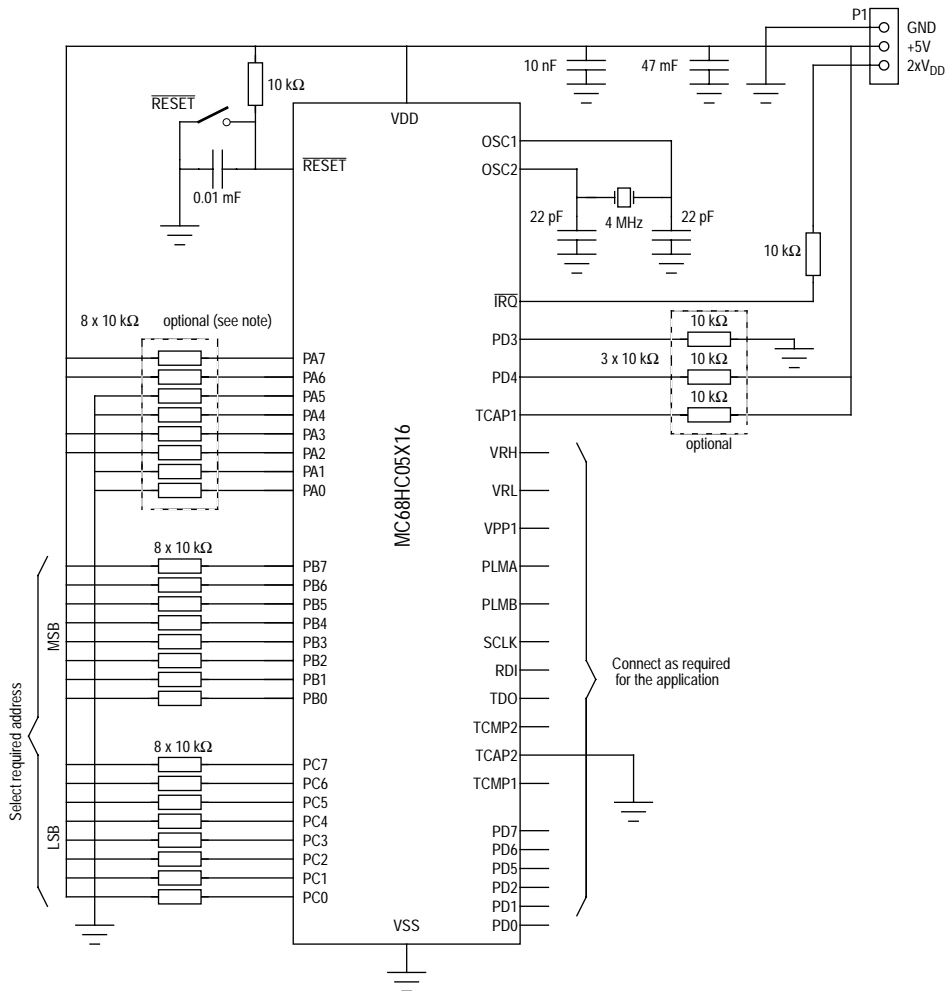 P1
GND
+5V
2xVDD
10 nF
47 mF
10 kΩ
RESET
0.01 mF
VDD
RESET
OSC1
OSC2
22 pF
4 MHz
22 pF
10 kΩ
IRQ
8 x 10 kΩ
optional (see note)
PA7
PA6
PA5
PA4
PA3
PA2
PA1
PA0
PD3
PD4
TCAP1
3 x 10 kΩ
10 kΩ
10 kΩ
10 kΩ
optional
MC68HC05X16
8 x 10 kΩ
PB7
PB6
PB5
PB4
PB3
PB2
PB1
PB0
8 x 10 kΩ
PC7
PC6
PC5
PC4
PC3
PC2
PC1
PC0
Select required address
MSB
LSB
VRH
VRL
VPP1
PLMA
PLMB
SCLK
RDI
TDO
TCMP2
TCAP2
TCMP1
PD7
PD6
PD5
PD2
PD1
PD0
Connect as required
for the application
VSS